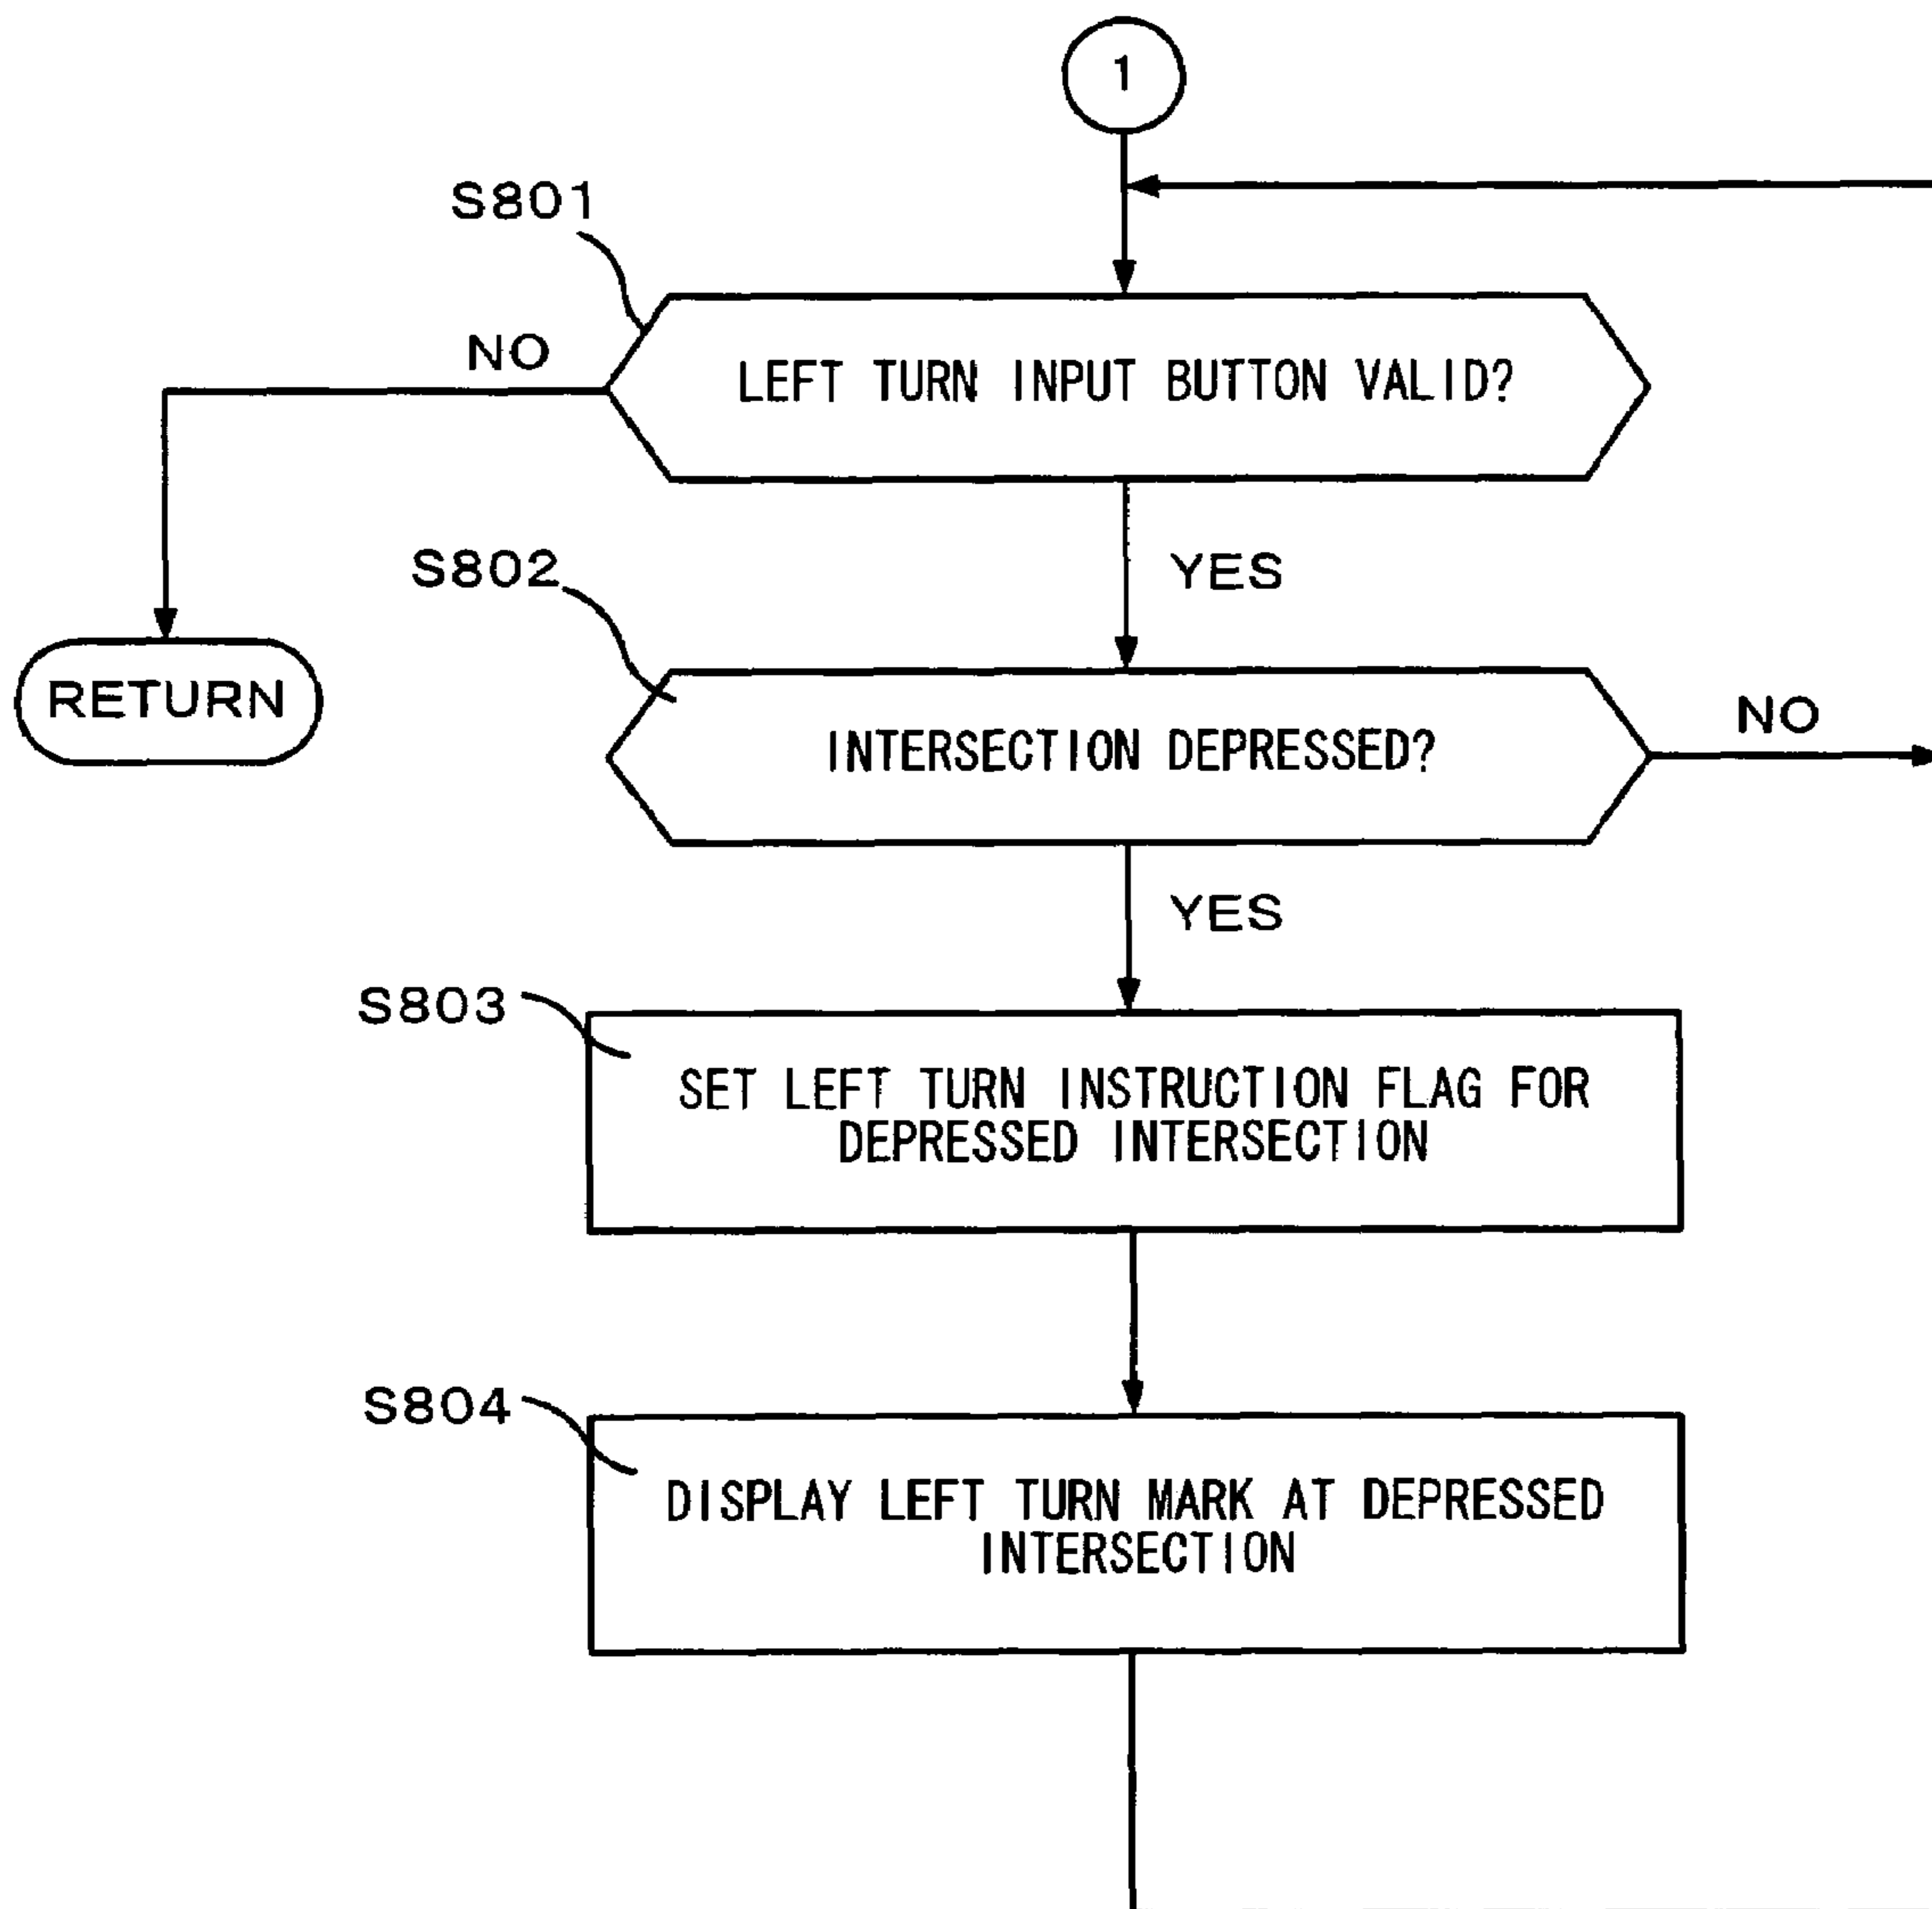 1
S801
NO
LEFT TURN INPUT BUTTON VALID?
YES
S802
RETURN
INTERSECTION DEPRESSED?
NO
YES
S803
SET LEFT TURN INSTRUCTION FLAG FOR
DEPRESSED INTERSECTION
S804
DISPLAY LEFT TURN MARK AT DEPRESSED
INTERSECTION